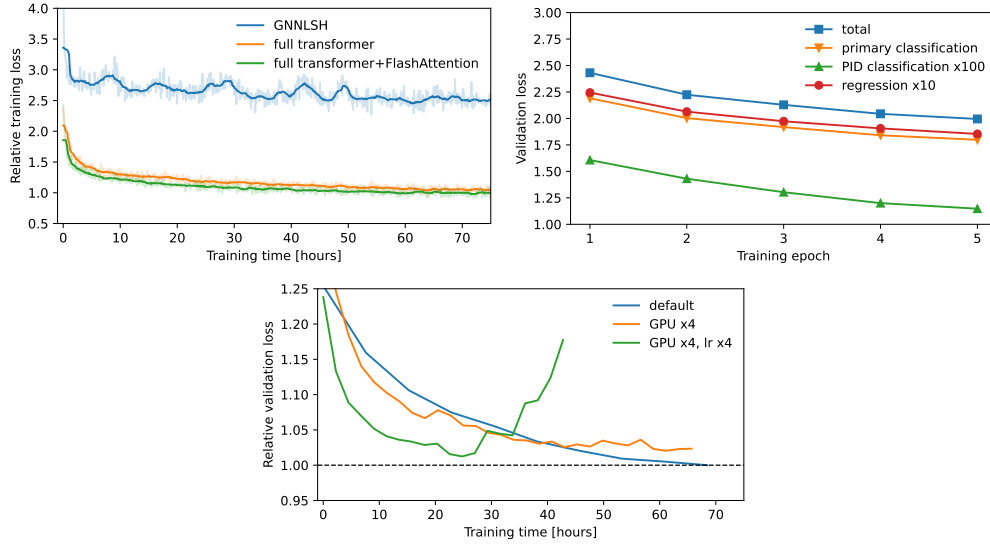 4.0
3.5
3.0
2.5
2.0
1.5
1.0
0.5
Relative training loss
GNNLSH
full transformer
full transformer+FlashAttention
0 10 20 30 40 50 60 70
Training time [hours]
3.00
2.75
2.50
2.25
2.00
1.75
1.50
1.25
1.00
Validation loss
total
primary classification
PID classification x100
regression x10
1 2 3 4 5
Training epoch
1.25
1.20
1.15
1.10
1.05
1.00
0.95
Relative validation loss
default
GPU x4
GPU x4, lr x4
0 10 20 30 40 50 60 70
Training time [hours]